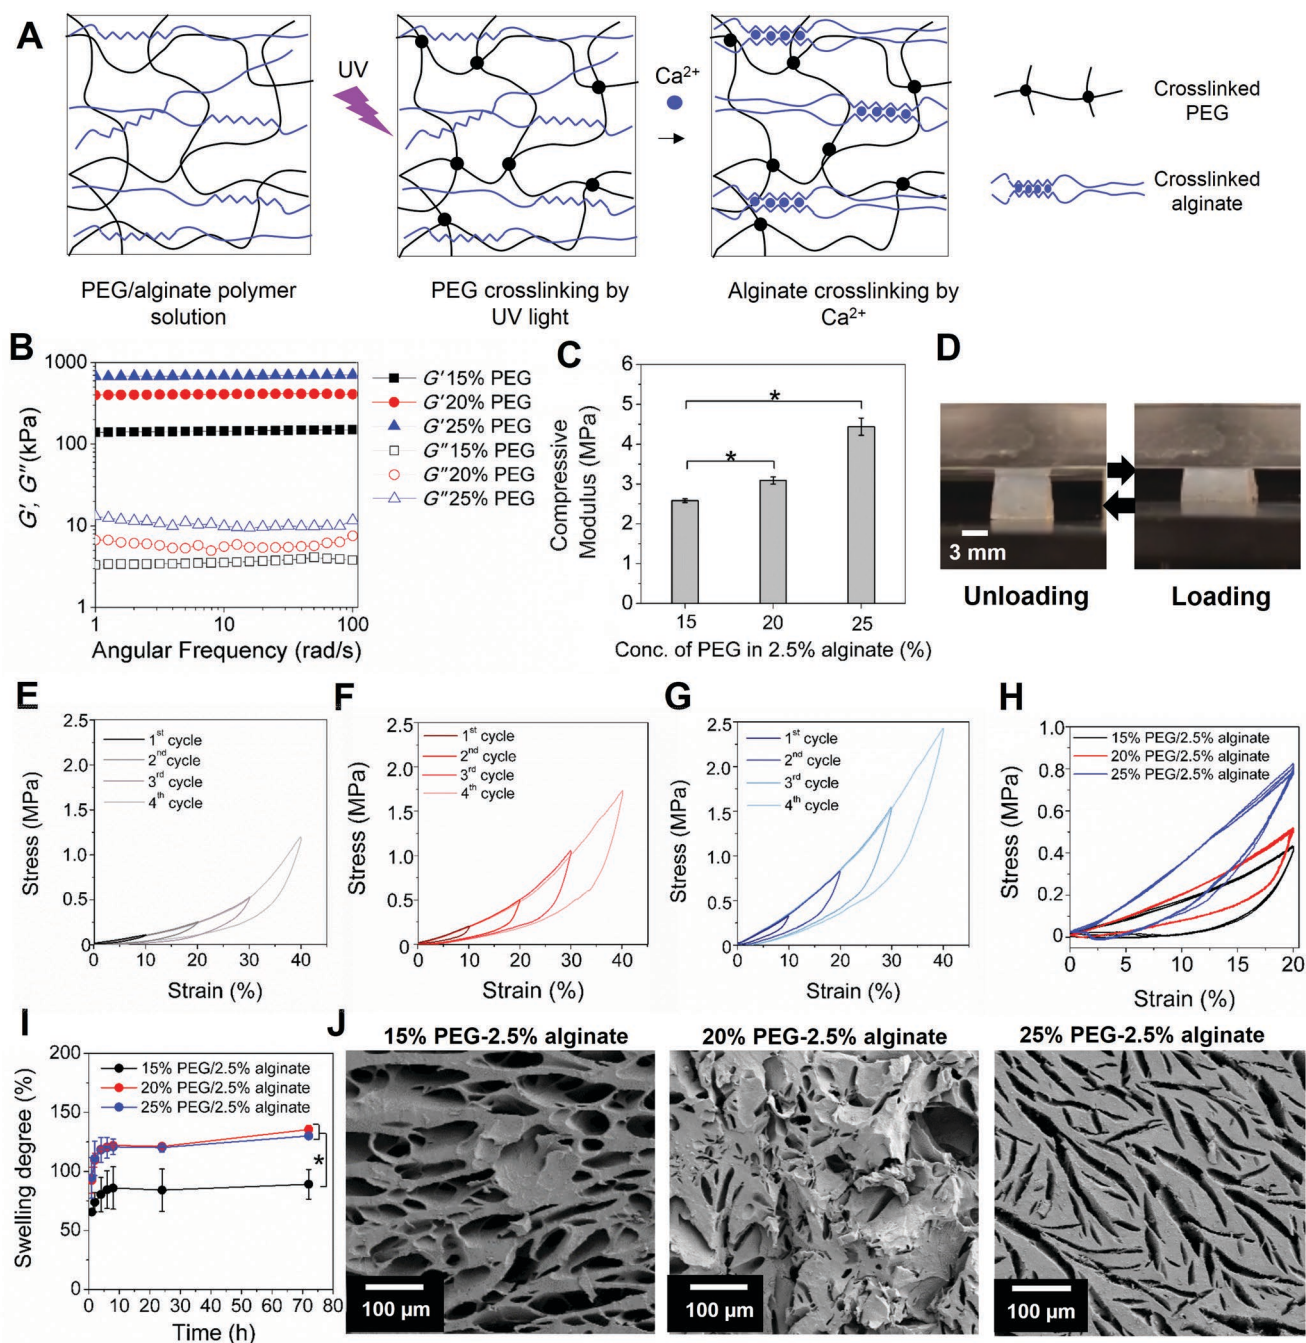 A
UV
Ca²⁺
Crosslinked
PEG
Crosslinked
alginate
PEG/alginate polymer
solution
PEG crosslinking by
UV light
Alginate crosslinking by
Ca²⁺
B
G', G'' (kPa)
1000
100
10
1
1
10
100
Angular Frequency (rad/s)
G' 15% PEG
G' 20% PEG
G' 25% PEG
G'' 15% PEG
G'' 20% PEG
G'' 25% PEG
C
Compressive
Modulus (MPa)
6
5
4
3
2
1
0
*
*
15
20
25
Conc. of PEG in 2.5% alginate (%)
D
3 mm
Unloading
Loading
E
Stress (MPa)
2.5
2.0
1.5
1.0
0.5
0
1st cycle
2nd cycle
3rd cycle
4th cycle
0 10 20 30 40
Strain (%)
F
Stress (MPa)
2.5
2.0
1.5
1.0
0.5
0
1st cycle
2nd cycle
3rd cycle
4th cycle
0 10 20 30 40
Strain (%)
G
Stress (MPa)
2.5
2.0
1.5
1.0
0.5
0
1st cycle
2nd cycle
3rd cycle
4th cycle
0 10 20 30 40
Strain (%)
H
Stress (MPa)
1.0
0.8
0.6
0.4
0.2
0
15% PEG/2.5% alginate
20% PEG/2.5% alginate
25% PEG/2.5% alginate
0 5 10 15 20
Strain (%)
I
Swelling degree (%)
200
150
100
50
0
15% PEG/2.5% alginate
20% PEG/2.5% alginate
25% PEG/2.5% alginate
*
0 10 20 30 40 50 60 70 80
Time (h)
J
15% PEG-2.5% alginate
20% PEG-2.5% alginate
25% PEG-2.5% alginate
100 µm
100 µm
100 µm